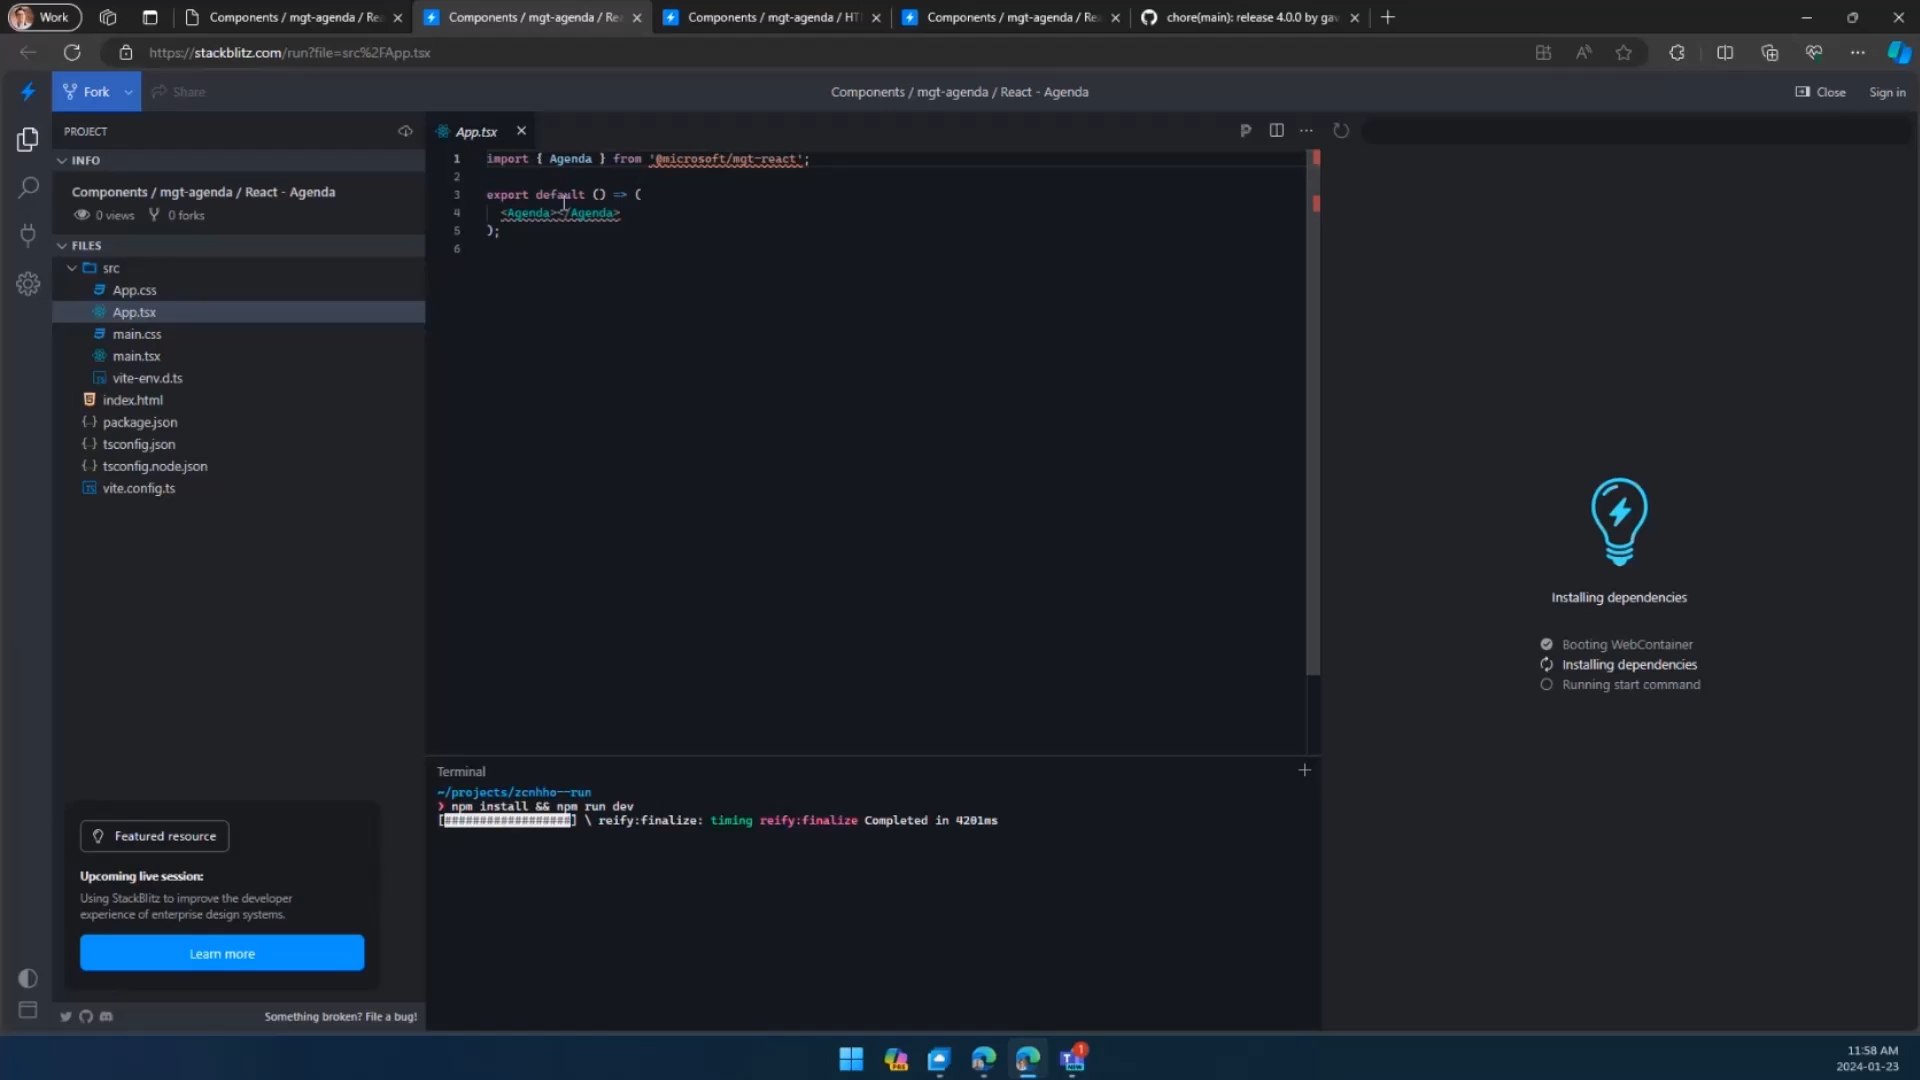 Work
Components / mgt-agenda / Re
Components / mgt-agenda / Re
Components / mgt-agenda / HT
Components / mgt-agenda / Re
chore(main): release 4.0.0 by gav
https://stackblitz.com/run?file=src%2FApp.tsx
Fork
Share
Components / mgt-agenda / React - Agenda
Close
Sign in
PROJECT
INFO
Components / mgt-agenda / React - Agenda
0 views
0 forks
FILES
src
App.css
App.tsx
main.css
main.tsx
vite-env.d.ts
index.html
package.json
tsconfig.json
tsconfig.node.json
vite.config.ts
App.tsx
1 import { Agenda } from '@microsoft/mgt-react';
2
3 export default () => (
4 <Agenda></Agenda>
5 );
6
Installing dependencies
Booting WebContainer
Installing dependencies
Running start command
Terminal
~/projects/zcnhho--run
❯ npm install && npm run dev
[##################] \ reify:finalize: timing reify:finalize Completed in 4201ms
Featured resource
Upcoming live session:
Using StackBlitz to improve the developer
experience of enterprise design systems.
Learn more
Something broken? File a bug!
1
11:58 AM
2024-01-23